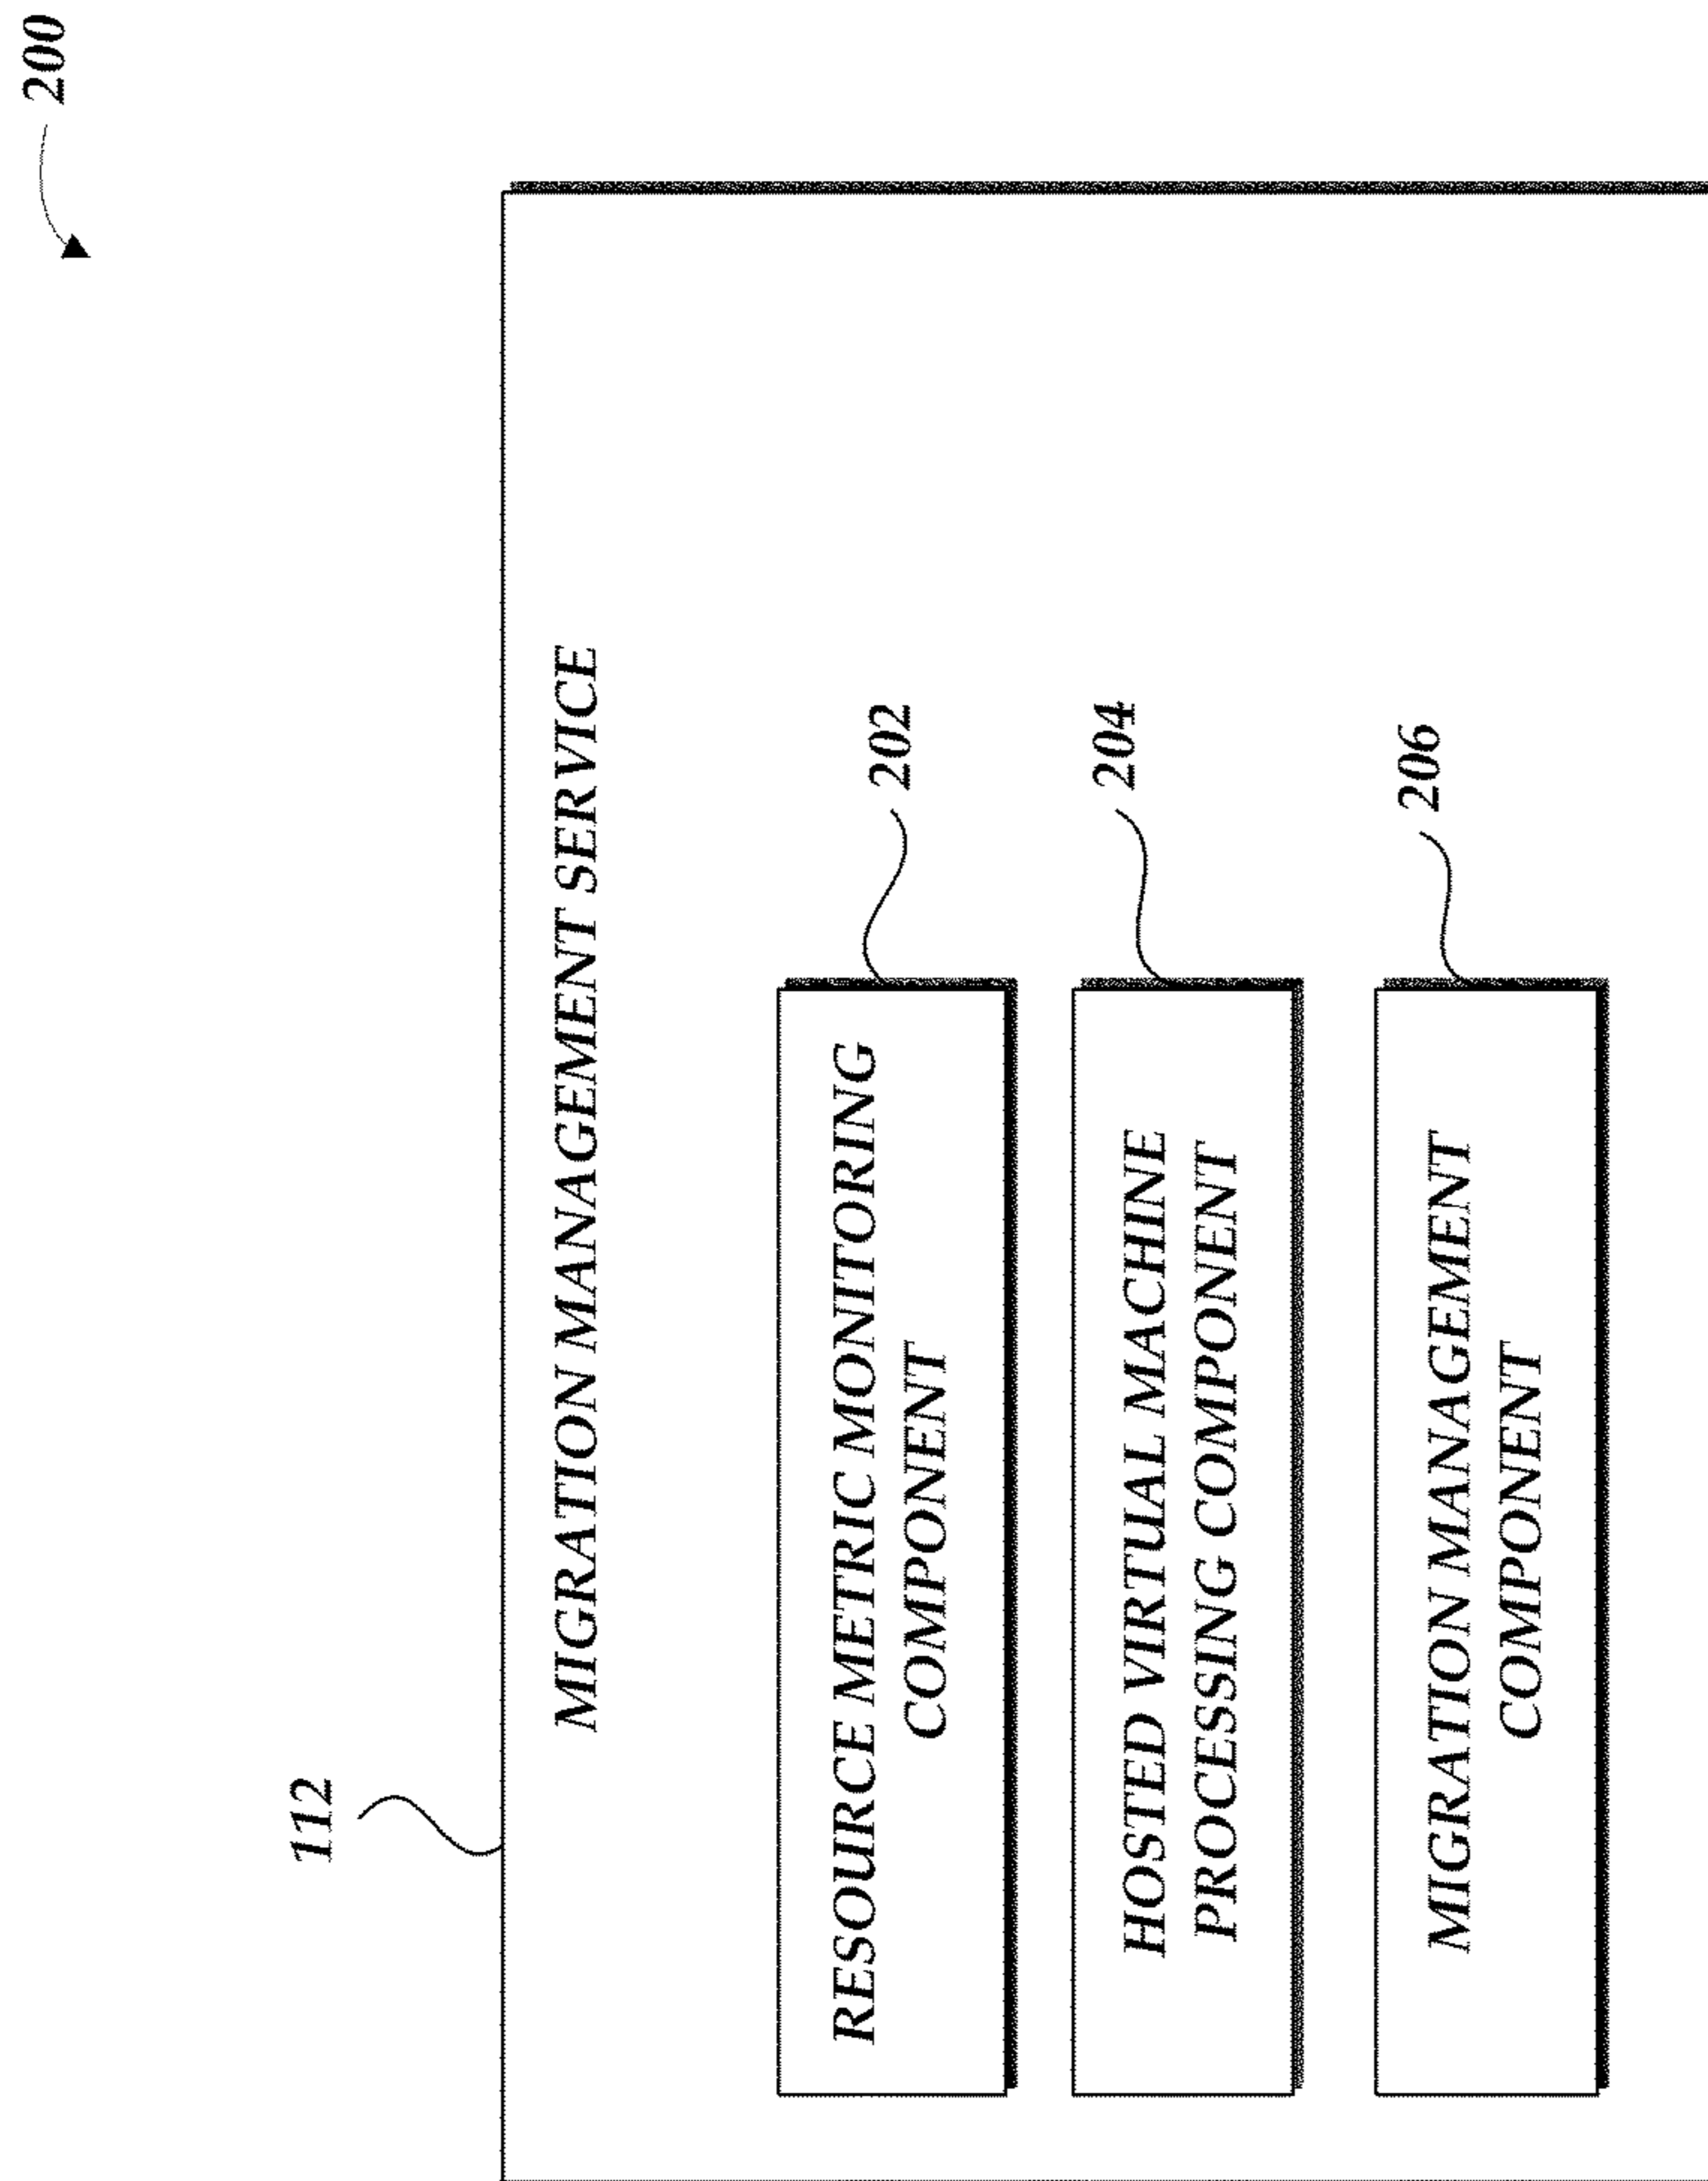 200
112
MIGRATION MANAGEMENT SERVICE
RESOURCE METRIC MONITORING
COMPONENT
202
HOSTED VIRTUAL MACHINE
PROCESSING COMPONENT
204
MIGRATION MANAGEMENT
COMPONENT
206